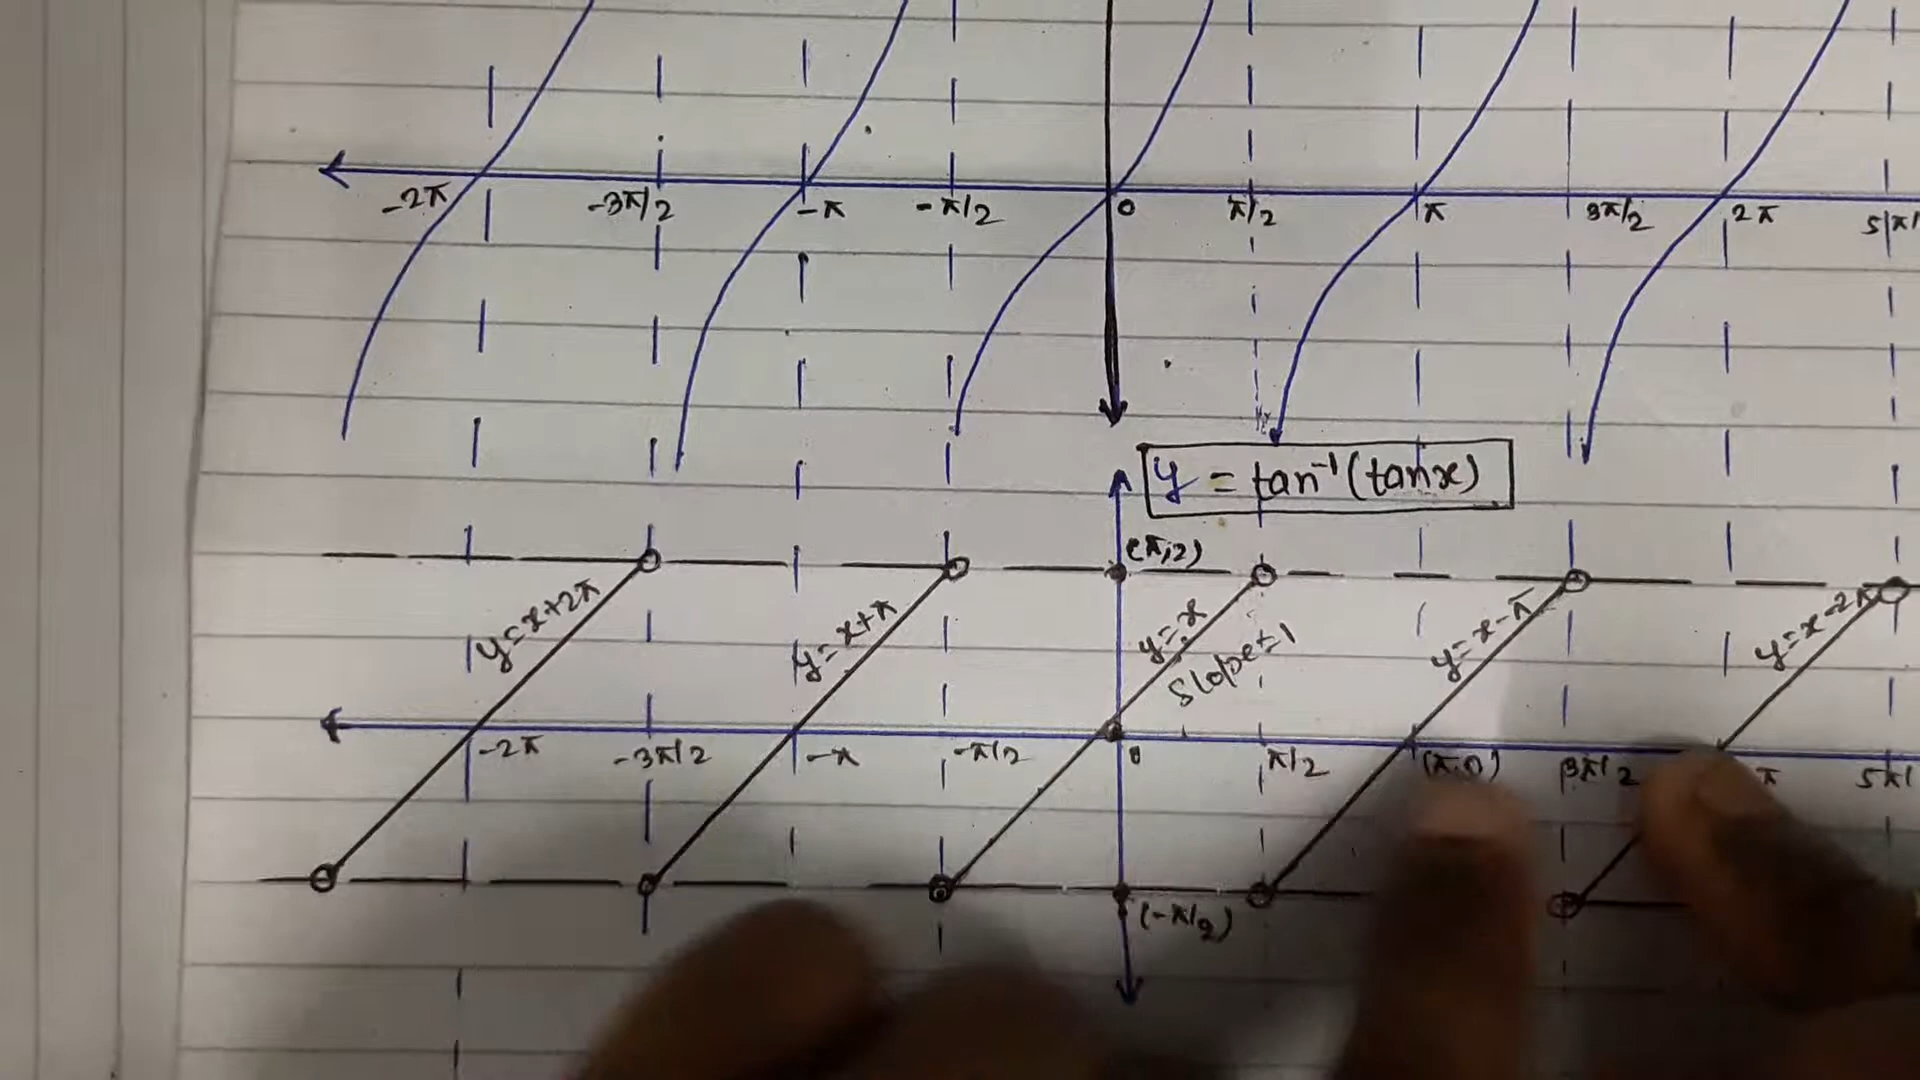 -2π -3π/2 -π -π/2 0 π/2 π 3π/2 2π
y = tan⁻¹(tanx)
(π/2)
y=x+2π y=x+π y=x y=x-π y=x-2π
Slope=1
-2π -3π/2 -π -π/2 0 π/2 (π,0) 3π/2 π
(-π/2)